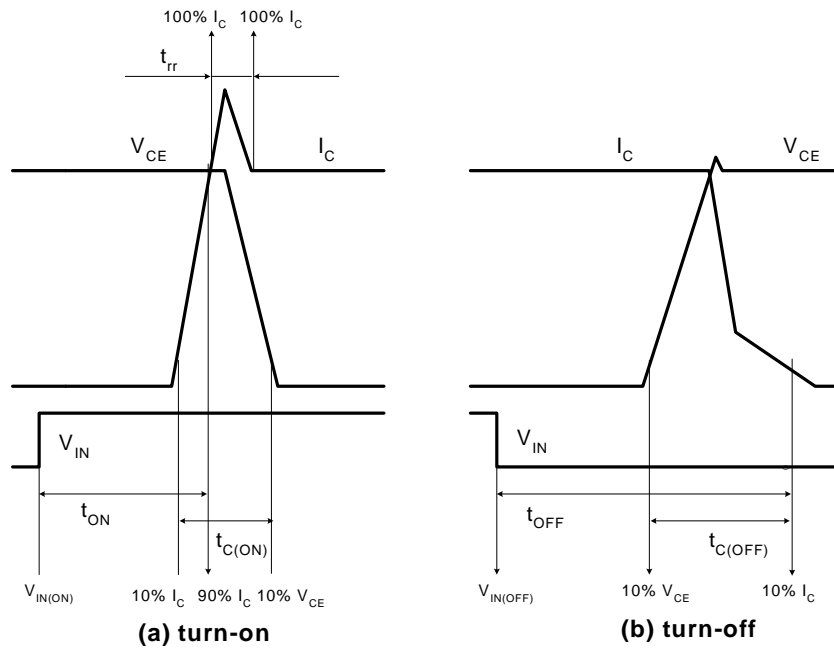 100% I_C 100% I_C
t_rr
V_CE I_C
V_IN
t_ON
t_C(ON)
V_IN(ON) 10% I_C 90% I_C 10% V_CE
(a) turn-on
I_C V_CE
V_IN
t_OFF
t_C(OFF)
V_IN(OFF) 10% V_CE 10% I_C
(b) turn-off